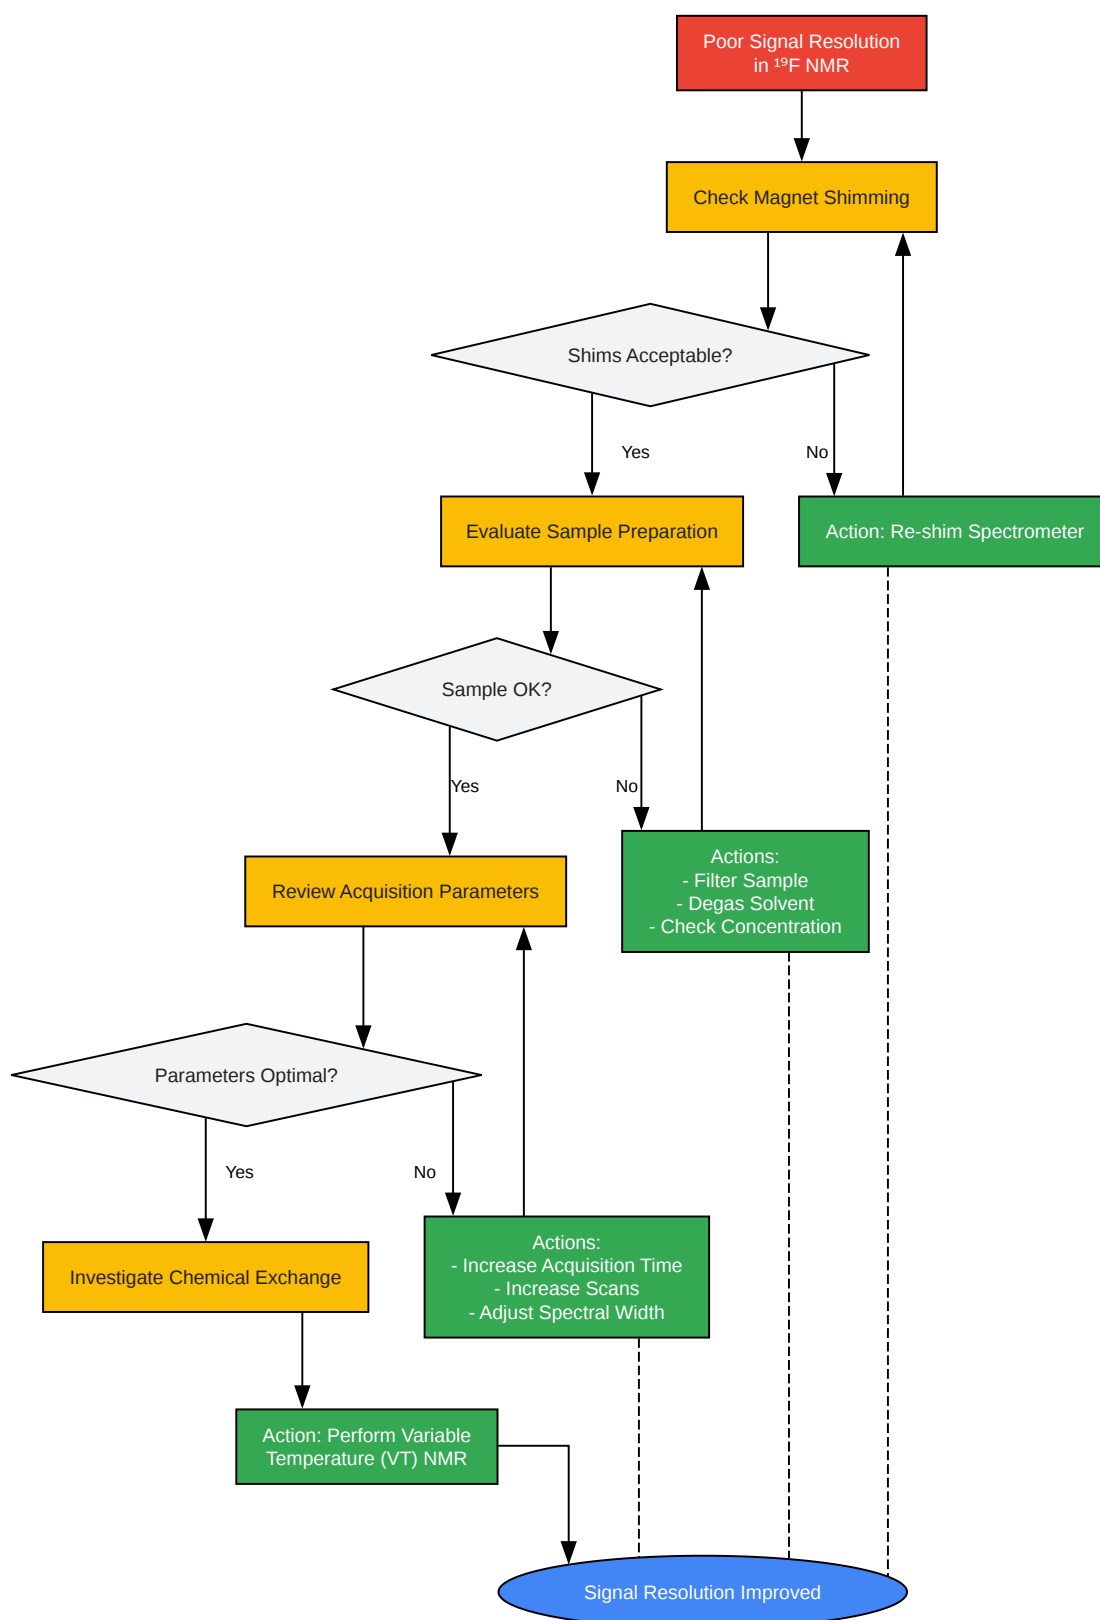 Poor Signal Resolution
in ¹⁹F NMR
Check Magnet Shimming
Shims Acceptable?
Yes
No
Evaluate Sample Preparation
Action: Re-shim Spectrometer
Sample OK?
Yes
No
Actions:
- Filter Sample
- Degas Solvent
- Check Concentration
Review Acquisition Parameters
Parameters Optimal?
Yes
No
Actions:
- Increase Acquisition Time
- Increase Scans
- Adjust Spectral Width
Investigate Chemical Exchange
Action: Perform Variable
Temperature (VT) NMR
Signal Resolution Improved